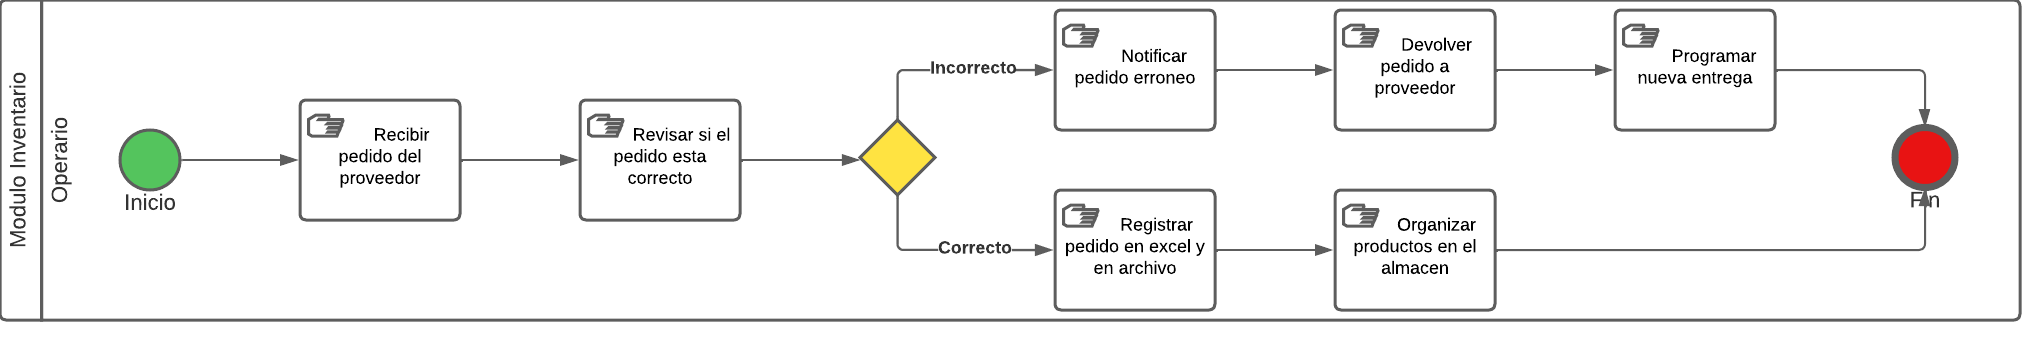 Modulo Inventario
Operario
Inicio
Recibir
pedido del
proveedor
Revisar si el
pedido esta
correcto
Incorrecto
Notificar
pedido erroneo
Devolver
pedido a
proveedor
Programar
nueva entrega
Correcto
Registrar
pedido en excel y
en archivo
Organizar
productos en el
almacen
Fin